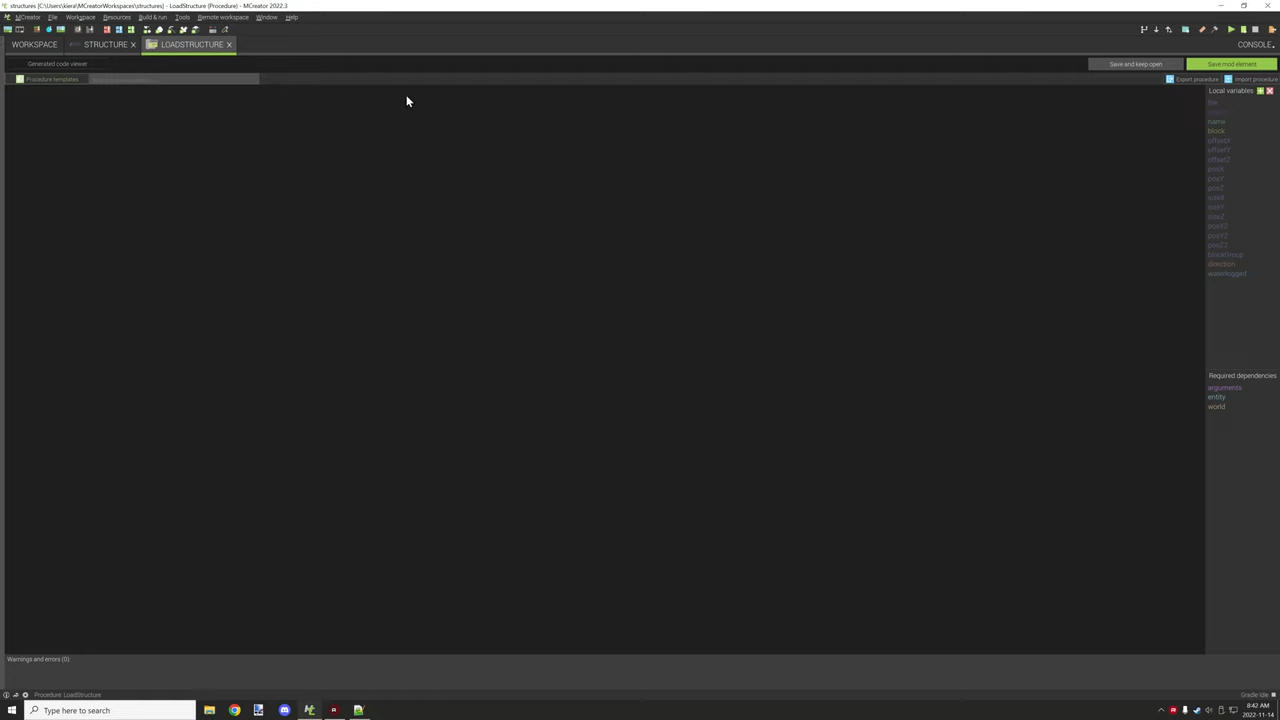 structures [C:\Users\kiera\MCreatorWorkspaces\structures] - LoadStructure (Procedure) - MCreator 2022.3
MCreator File Workspace Resources Build & run Tools Remote workspace Window Help
WORKSPACE STRUCTURE LOADSTRUCTURE CONSOLE
Generated code viewer Save and keep open Save mod element
Procedure templates Export procedure Import procedure
Local variables
file
name
block
offsetX
offsetY
offsetZ
posX
posY
posZ
sizeX
sizeY
sizeZ
posX2
posY2
posZ2
blockGroup
direction
waterlogged
Required dependencies
arguments
entity
world
Warnings and errors (0):
Procedure: LoadStructure Gradle Idle
Type here to search 8:42 AM
2022-11-14